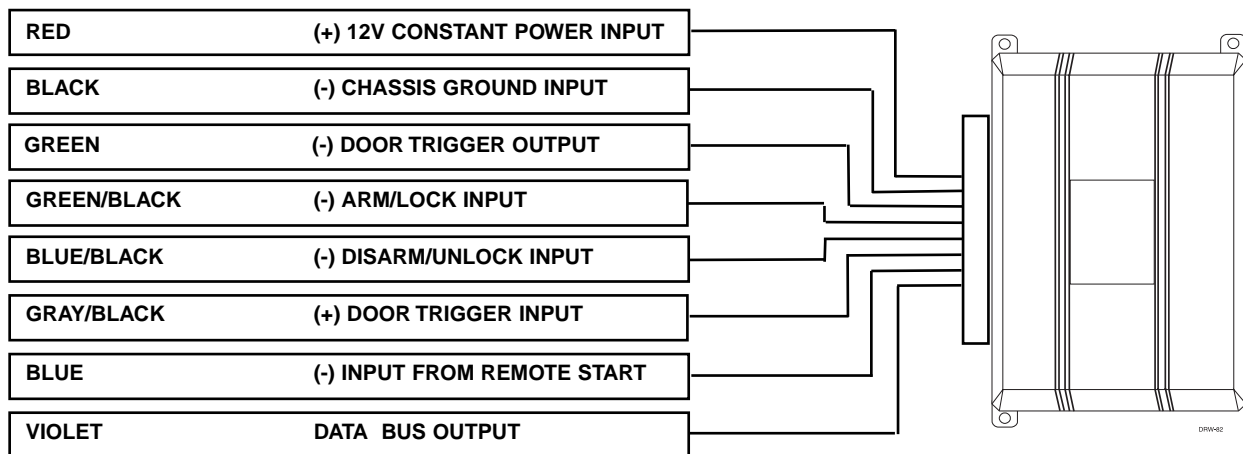 RED (+) 12V CONSTANT POWER INPUT
BLACK (-) CHASSIS GROUND INPUT
GREEN (-) DOOR TRIGGER OUTPUT
GREEN/BLACK (-) ARM/LOCK INPUT
BLUE/BLACK (-) DISARM/UNLOCK INPUT
GRAY/BLACK (+) DOOR TRIGGER INPUT
BLUE (-) INPUT FROM REMOTE START
VIOLET DATA BUS OUTPUT
DRW-82